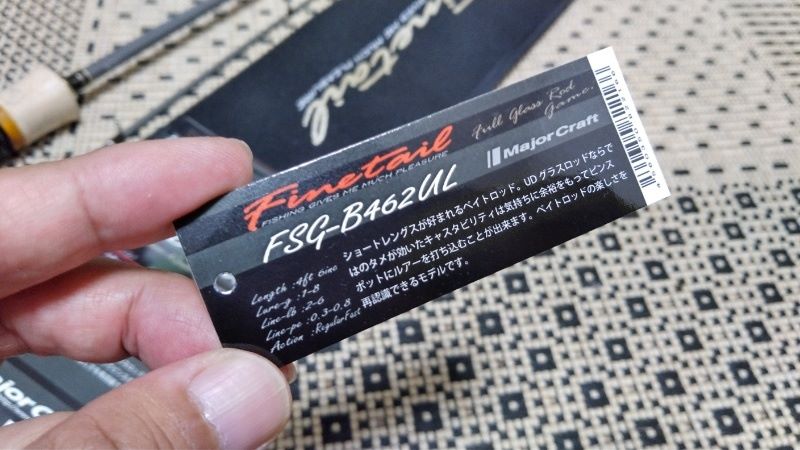 Finetail
FISHING GIVES ME MUCH PLEASURE
Full Glass Rod
Game.
MajorCraft
FSG-B462UL
Length :4ft 6inc
Lure-g :1-8
Line-lb :2-6
Line-pe :0.3-0.8
Action :RegularFast
ショートレングスが好まれるベイトロッド。UDグラスロッドならで
はのタメが効いたキャスタビリティは気持ちに余裕をもってピンス
ポットにルアーを打ち込むことが出来ます。ベイトロッドの楽しさを
再認識できるモデルです。
Finetail